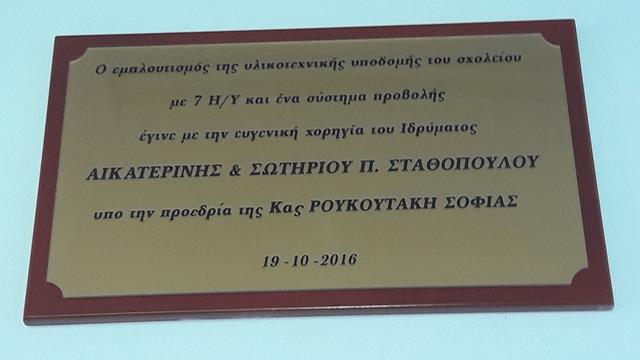 Ο εμπλουτισμός της υλικοτεχνικής υποδομής του σχολείου
με 7 Η/Υ και ένα σύστημα προβολής
έγινε με την ευγενική χορηγία του Ιδρύματος
ΑΙΚΑΤΕΡΙΝΗΣ & ΣΩΤΗΡΙΟΥ Π. ΣΤΑΘΟΠΟΥΛΟΥ
υπο την προεδρία της Κας ΡΟΥΚΟΥΤΑΚΗ ΣΟΦΙΑΣ
19-10-2016